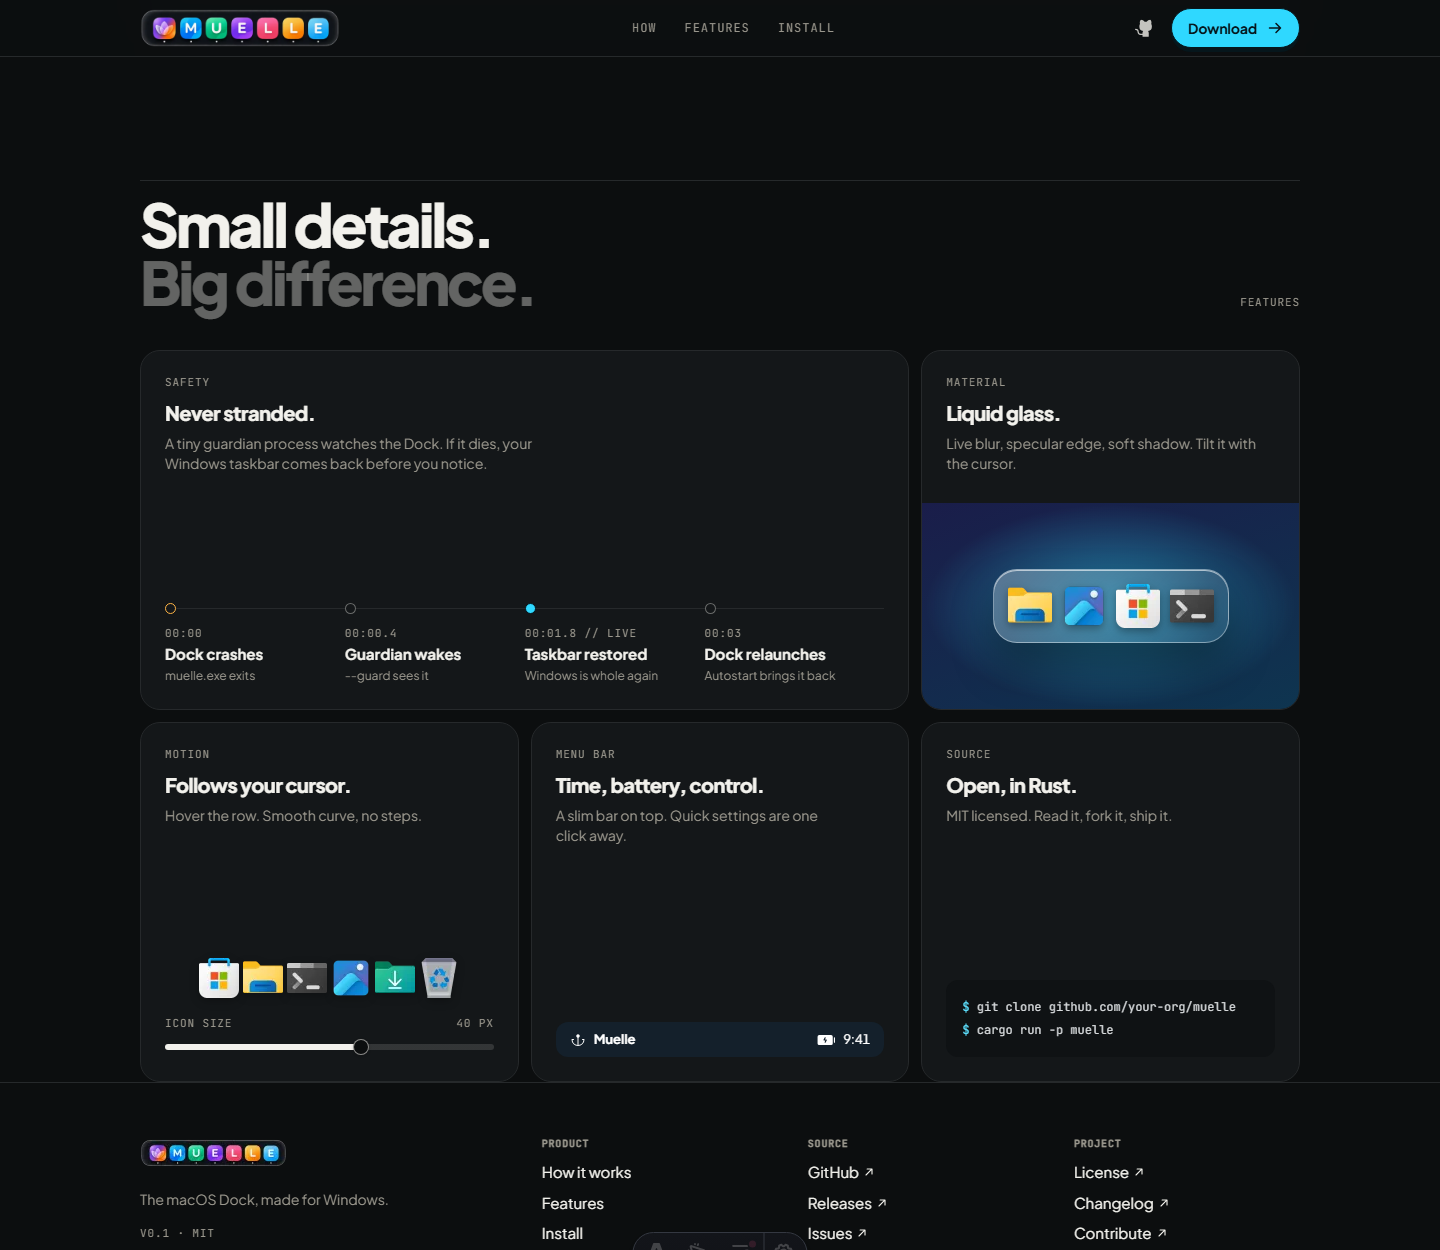 MUELLE
HOW
FEATURES
INSTALL
Download
Small details.
Big difference.
FEATURES
SAFETY
Never stranded.
A tiny guardian process watches the Dock. If it dies, your
Windows taskbar comes back before you notice.
00:00
Dock crashes
muelle.exe exits
00:00.4
Guardian wakes
--guard sees it
00:01.8 // LIVE
Taskbar restored
Windows is whole again
00:03
Dock relaunches
Autostart brings it back
MATERIAL
Liquid glass.
Live blur, specular edge, soft shadow. Tilt it with
the cursor.
MOTION
Follows your cursor.
Hover the row. Smooth curve, no steps.
ICON SIZE
40 PX
MENU BAR
Time, battery, control.
A slim bar on top. Quick settings are one
click away.
Muelle
9:41
SOURCE
Open, in Rust.
MIT licensed. Read it, fork it, ship it.
$ git clone github.com/your-org/muelle
$ cargo run -p muelle
MUELLE
The macOS Dock, made for Windows.
V0.1 · MIT
PRODUCT
How it works
Features
Install
SOURCE
GitHub ↗
Releases ↗
Issues ↗
PROJECT
License ↗
Changelog ↗
Contribute ↗